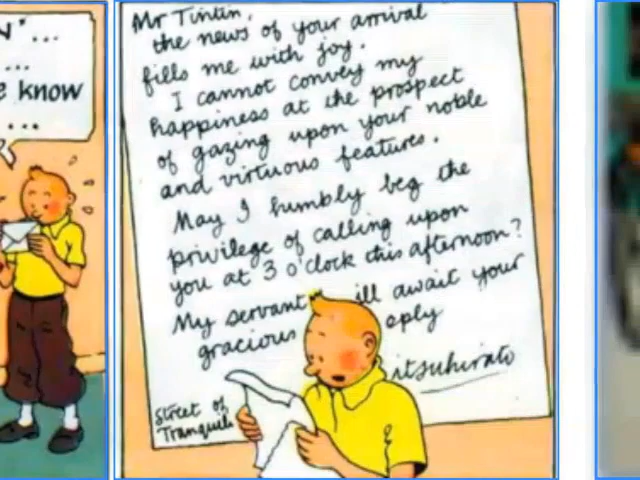 N'...
...
e know
...
Mr Tintin,
the news of your arrival
fills me with joy.
I cannot convey my
happiness at the prospect
of gazing upon your noble
and virtuous features.
May I humbly beg the
privilege of calling upon
you at 3 o'clock this afternoon?
My servant ill await your
gracious eply
itsuhirato
Street of
Tranquili